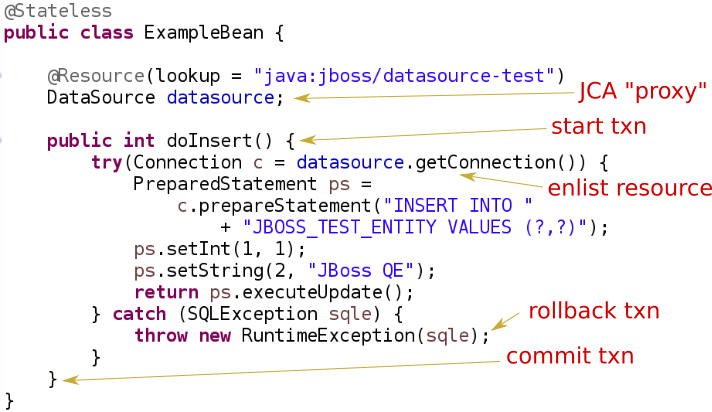 @Stateless
public class ExampleBean {
@Resource(lookup = "java:jboss/datasource-test")
DataSource datasource;
JCA "proxy"
public int doInsert() {
start txn
try(Connection c = datasource.getConnection()) {
PreparedStatement ps =
enlist resource
c.prepareStatement("INSERT INTO "
+ "JBOSS_TEST_ENTITY VALUES (?,?)");
ps.setInt(1, 1);
ps.setString(2, "JBoss QE");
return ps.executeUpdate();
} catch (SQLException sqle) {
rollback txn
throw new RuntimeException(sqle);
}
commit txn
}
}